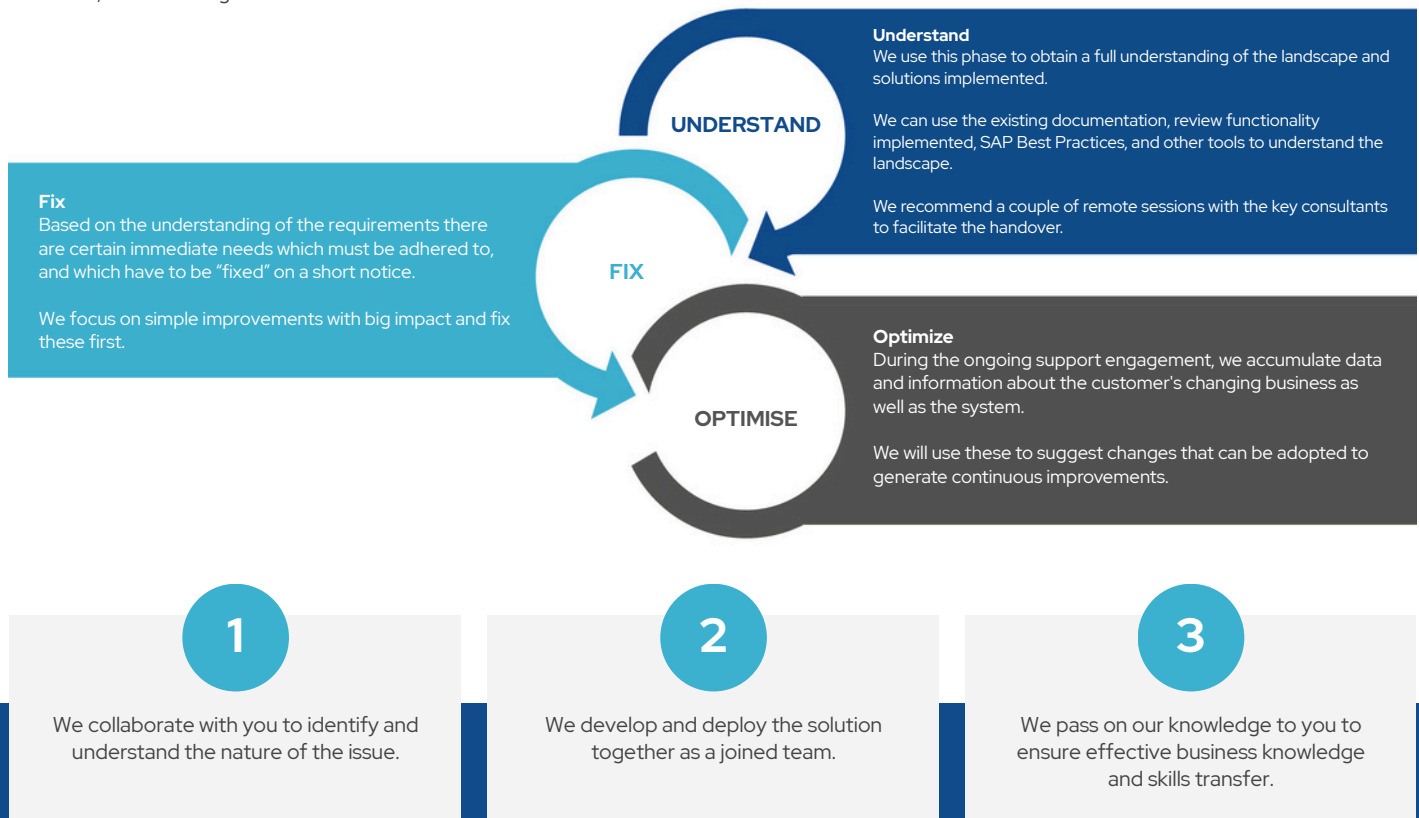 Understand
We use this phase to obtain a full understanding of the landscape and
solutions implemented.
We can use the existing documentation, review functionality
implemented, SAP Best Practices, and other tools to understand the
landscape.
We recommend a couple of remote sessions with the key consultants
to facilitate the handover.
UNDERSTAND
Fix
Based on the understanding of the requirements there
are certain immediate needs which must be adhered to,
and which have to be “fixed” on a short notice.
We focus on simple improvements with big impact and fix
these first.
FIX
Optimize
During the ongoing support engagement, we accumulate data
and information about the customer's changing business as
well as the system.
We will use these to suggest changes that can be adopted to
generate continuous improvements.
OPTIMISE
1
We collaborate with you to identify and
understand the nature of the issue.
2
We develop and deploy the solution
together as a joined team.
3
We pass on our knowledge to you to
ensure effective business knowledge
and skills transfer.